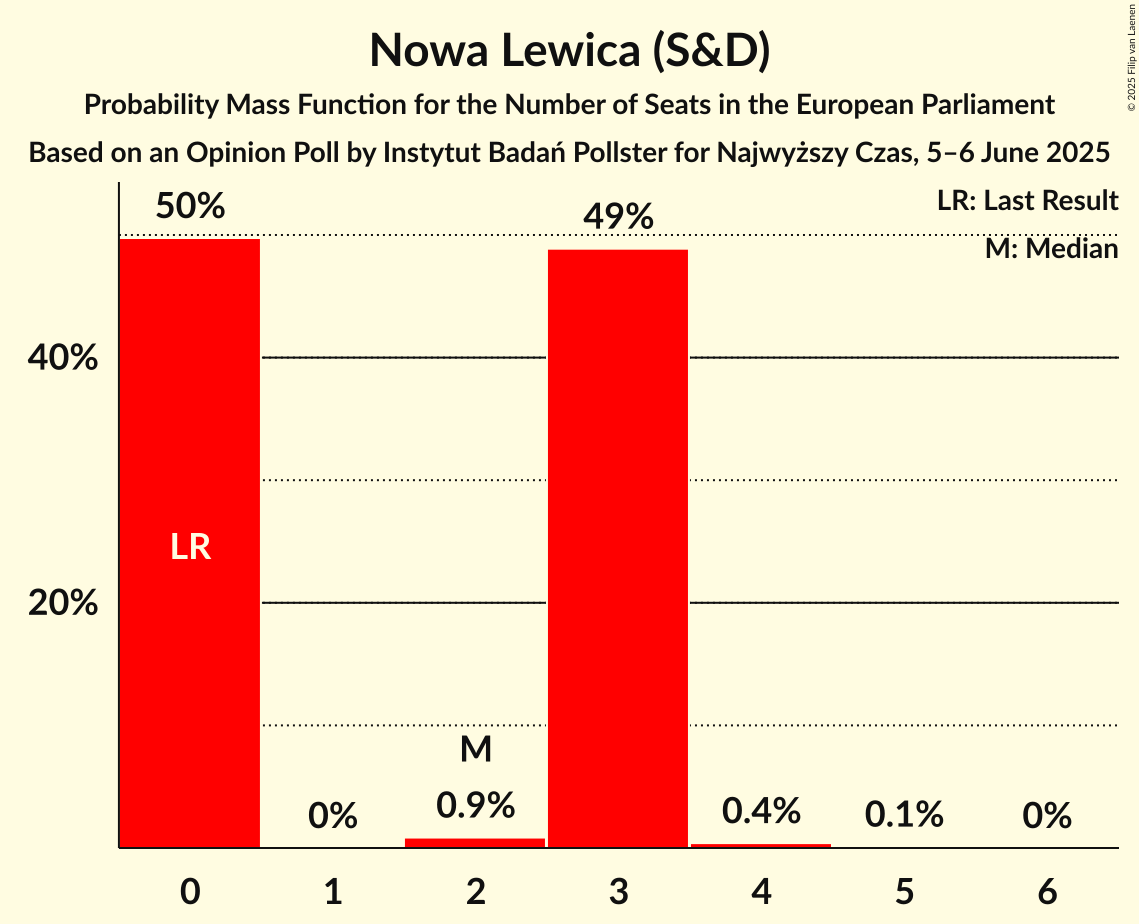 Nowa Lewica (S&D)
Probability Mass Function for the Number of Seats in the European Parliament
Based on an Opinion Poll by Instytut Badań Pollster for Najwyższy Czas, 5–6 June 2025
© 2025 Filip van Laenen
LR: Last Result
M: Median
50%
49%
40%
LR
20%
M
0%
0.9%
0.4%
0.1%
0%
0
1
2
3
4
5
6